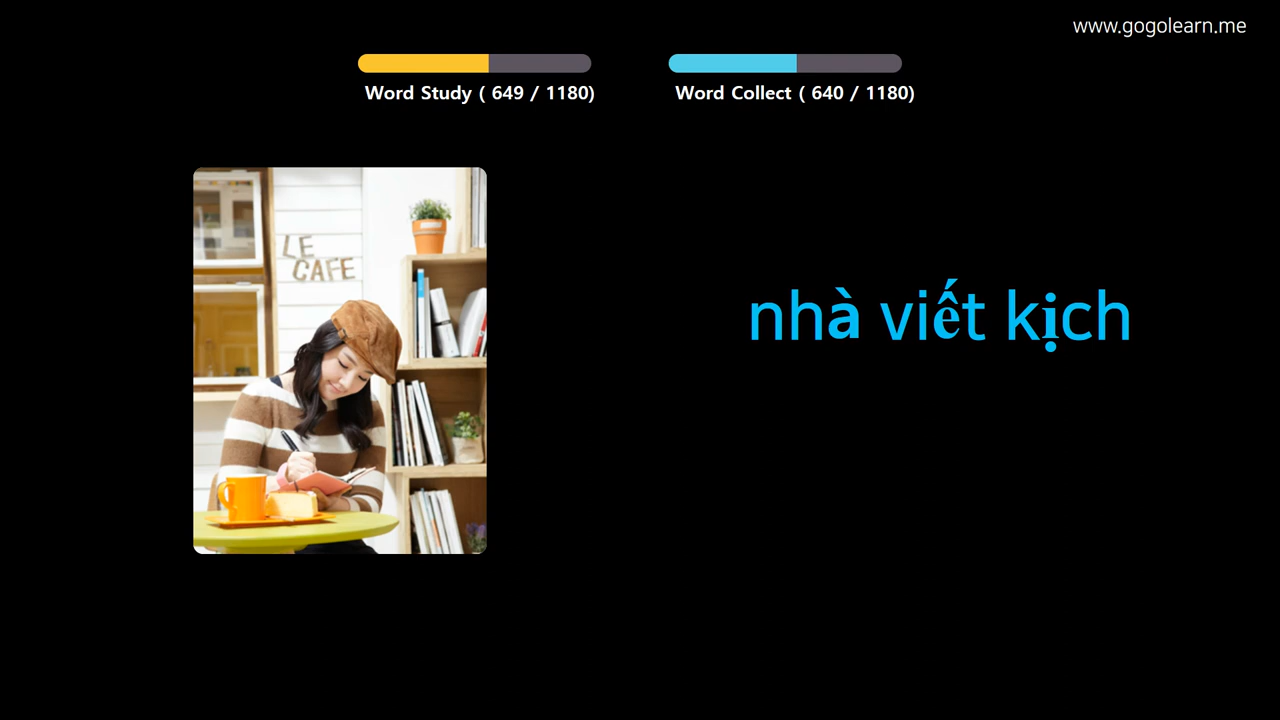 www.gogolearn.me
Word Study ( 649 / 1180)
Word Collect ( 640 / 1180)
LE
CAFE
nhà viết kịch